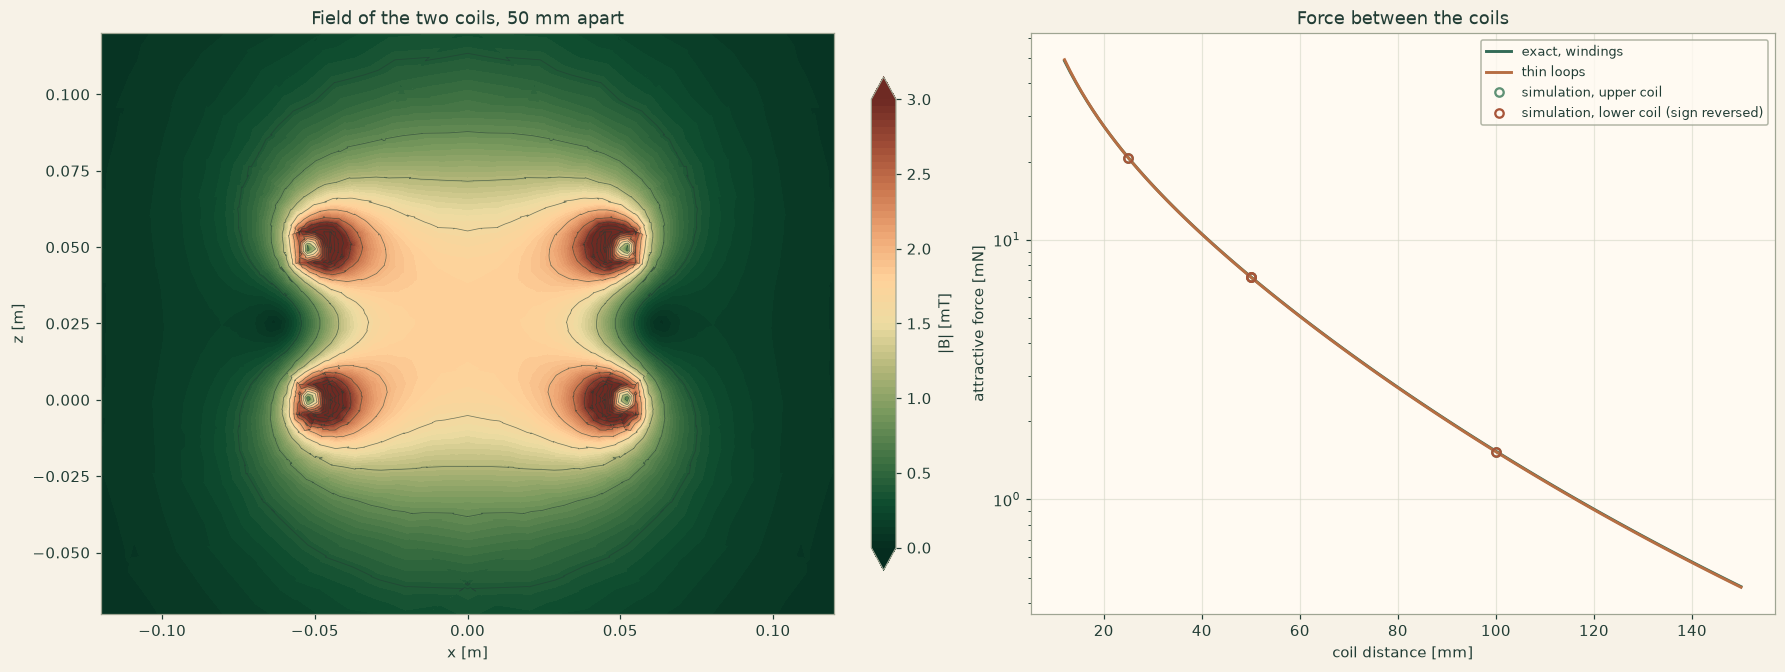 Field of the two coils, 50 mm apart
0.100
0.075
0.050
0.025
0.000
−0.025
−0.050
z [m]
−0.10
−0.05
0.00
0.05
0.10
x [m]
3.0
2.5
2.0
1.5
1.0
0.5
0.0
|B| [mT]
Force between the coils
exact, windings
thin loops
simulation, upper coil
simulation, lower coil (sign reversed)
10¹
10⁰
attractive force [mN]
20
40
60
80
100
120
140
coil distance [mm]